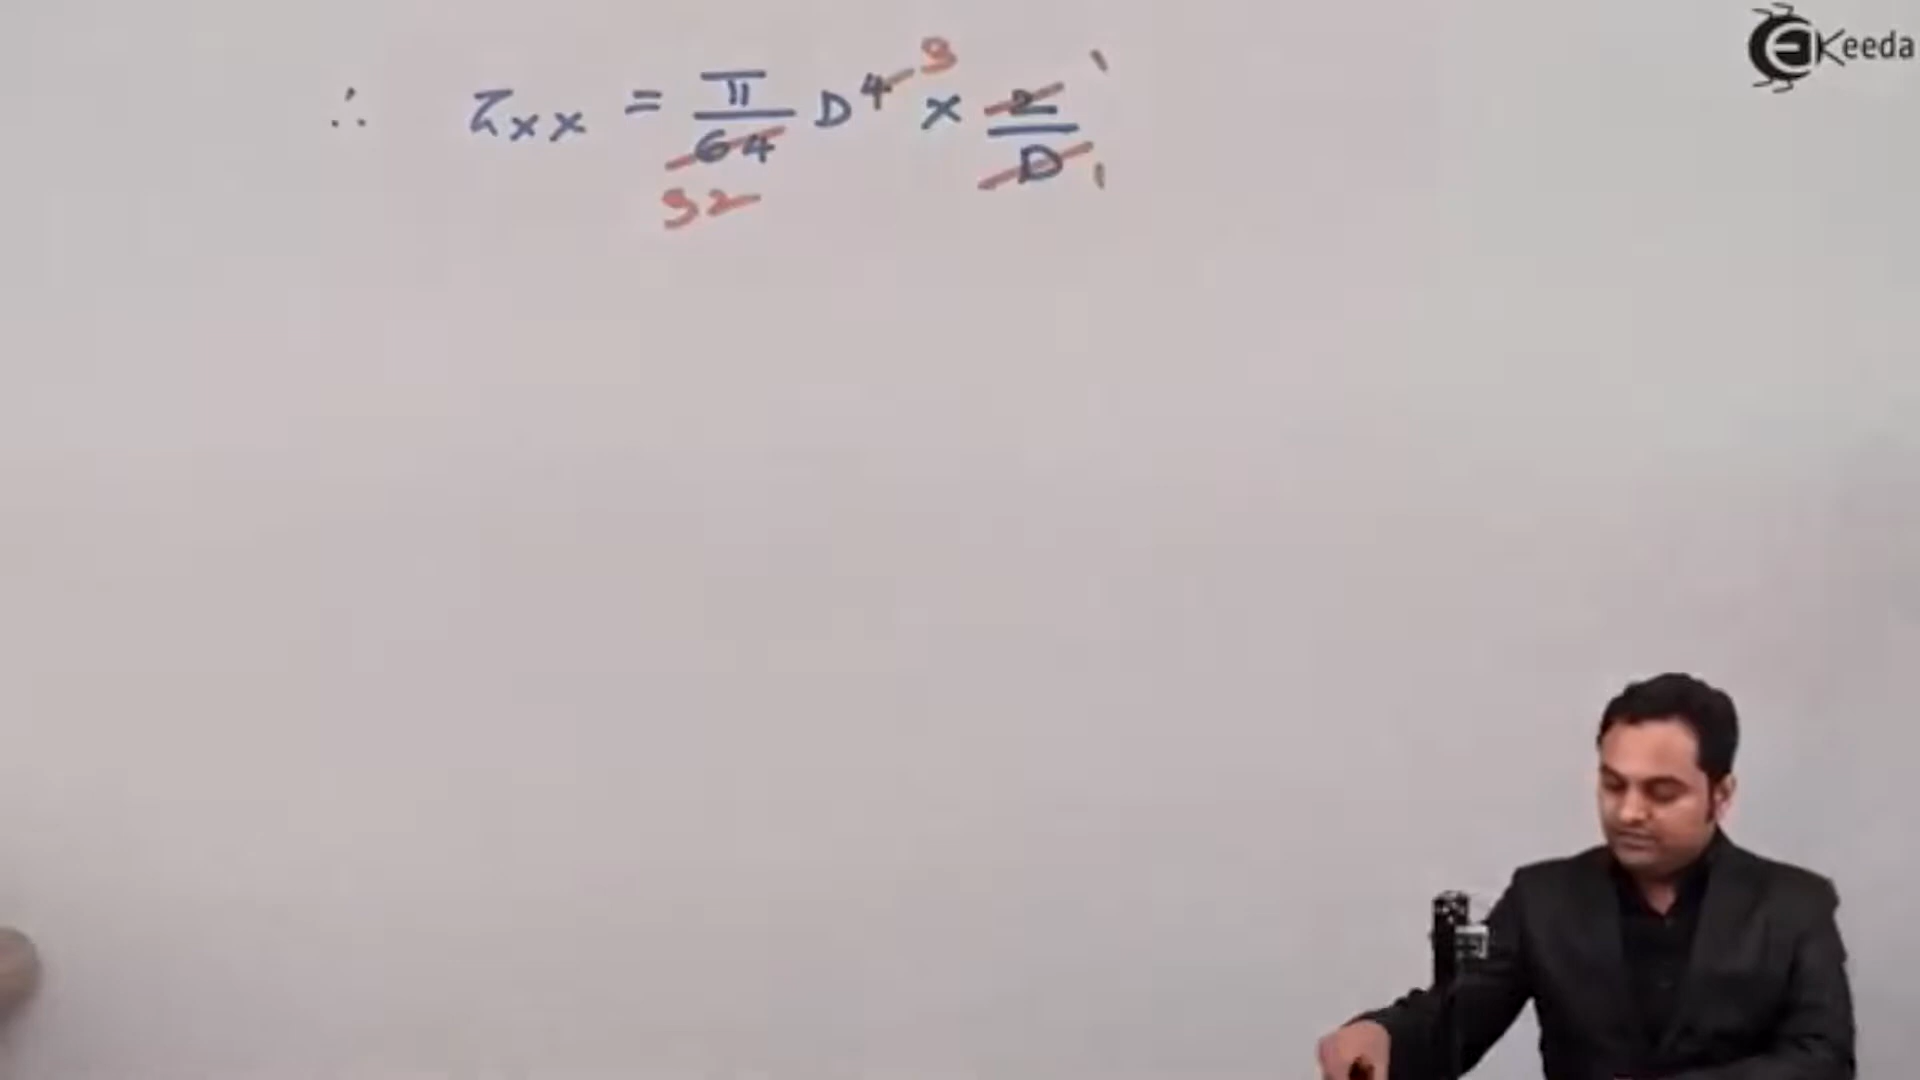 Keeda
∴ Zxx = π/64 D⁴ 3 × 2/D 1
32 1